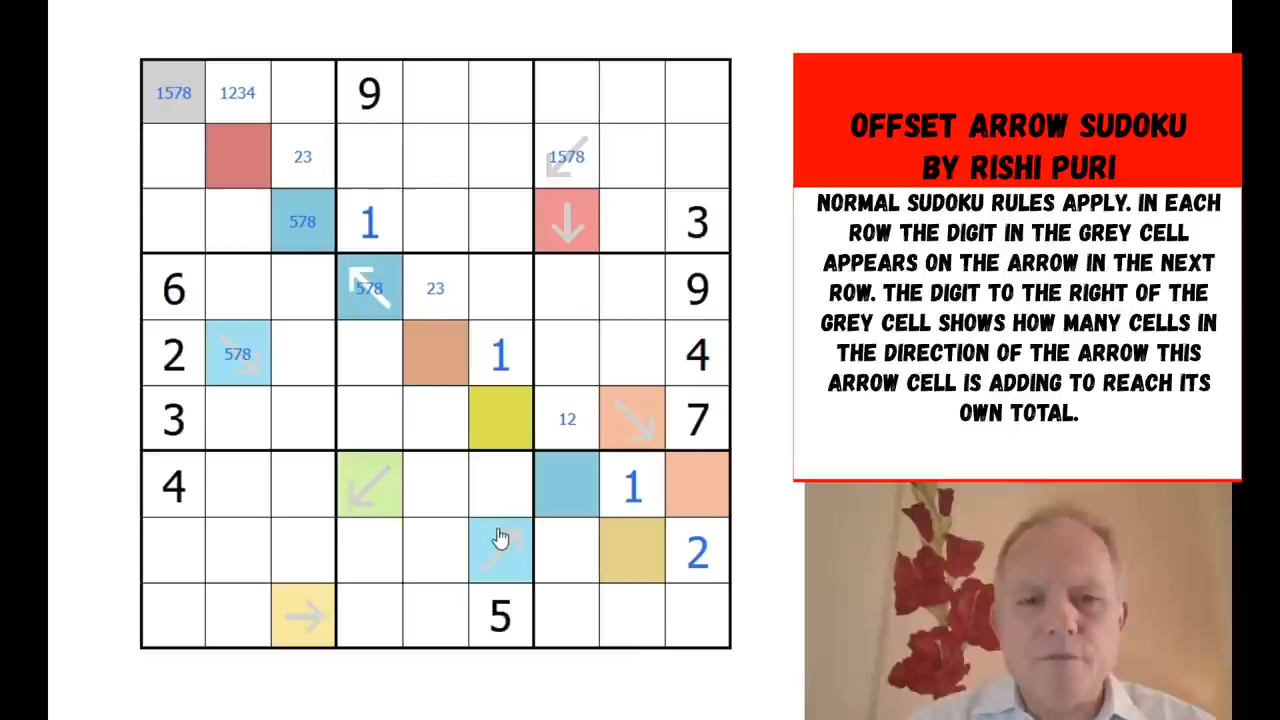 1578 1234 9
23 1578
578 1 3
6 578 23 9
2 578 1 4
3 12 7
4 1
2
5
OFFSET ARROW SUDOKU
BY RISHI PURI
NORMAL SUDOKU RULES APPLY. IN EACH
ROW THE DIGIT IN THE GREY CELL
APPEARS ON THE ARROW IN THE NEXT
ROW. THE DIGIT TO THE RIGHT OF THE
GREY CELL SHOWS HOW MANY CELLS IN
THE DIRECTION OF THE ARROW THIS
ARROW CELL IS ADDING TO REACH ITS
OWN TOTAL.